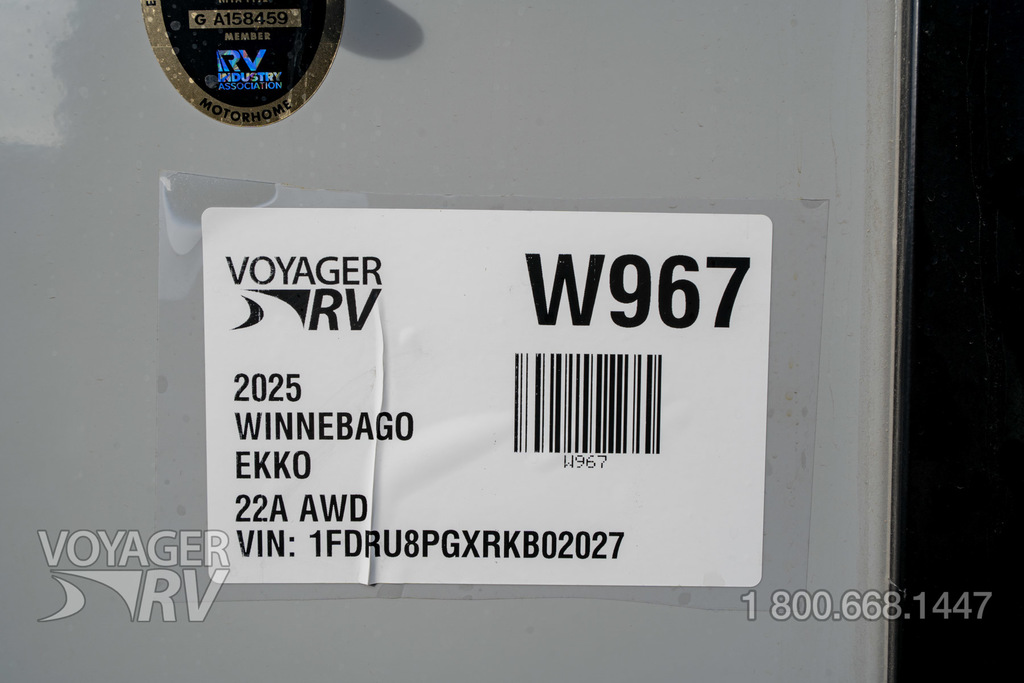 G A158459
MEMBER
RV
INDUSTRY
ASSOCIATION
MOTORHOME
VOYAGER
RV
W967
W967
2025
WINNEBAGO
EKKO
22A AWD
VIN: 1FDRU8PGXRKB02027
VOYAGER
RV
1 800.668.1447